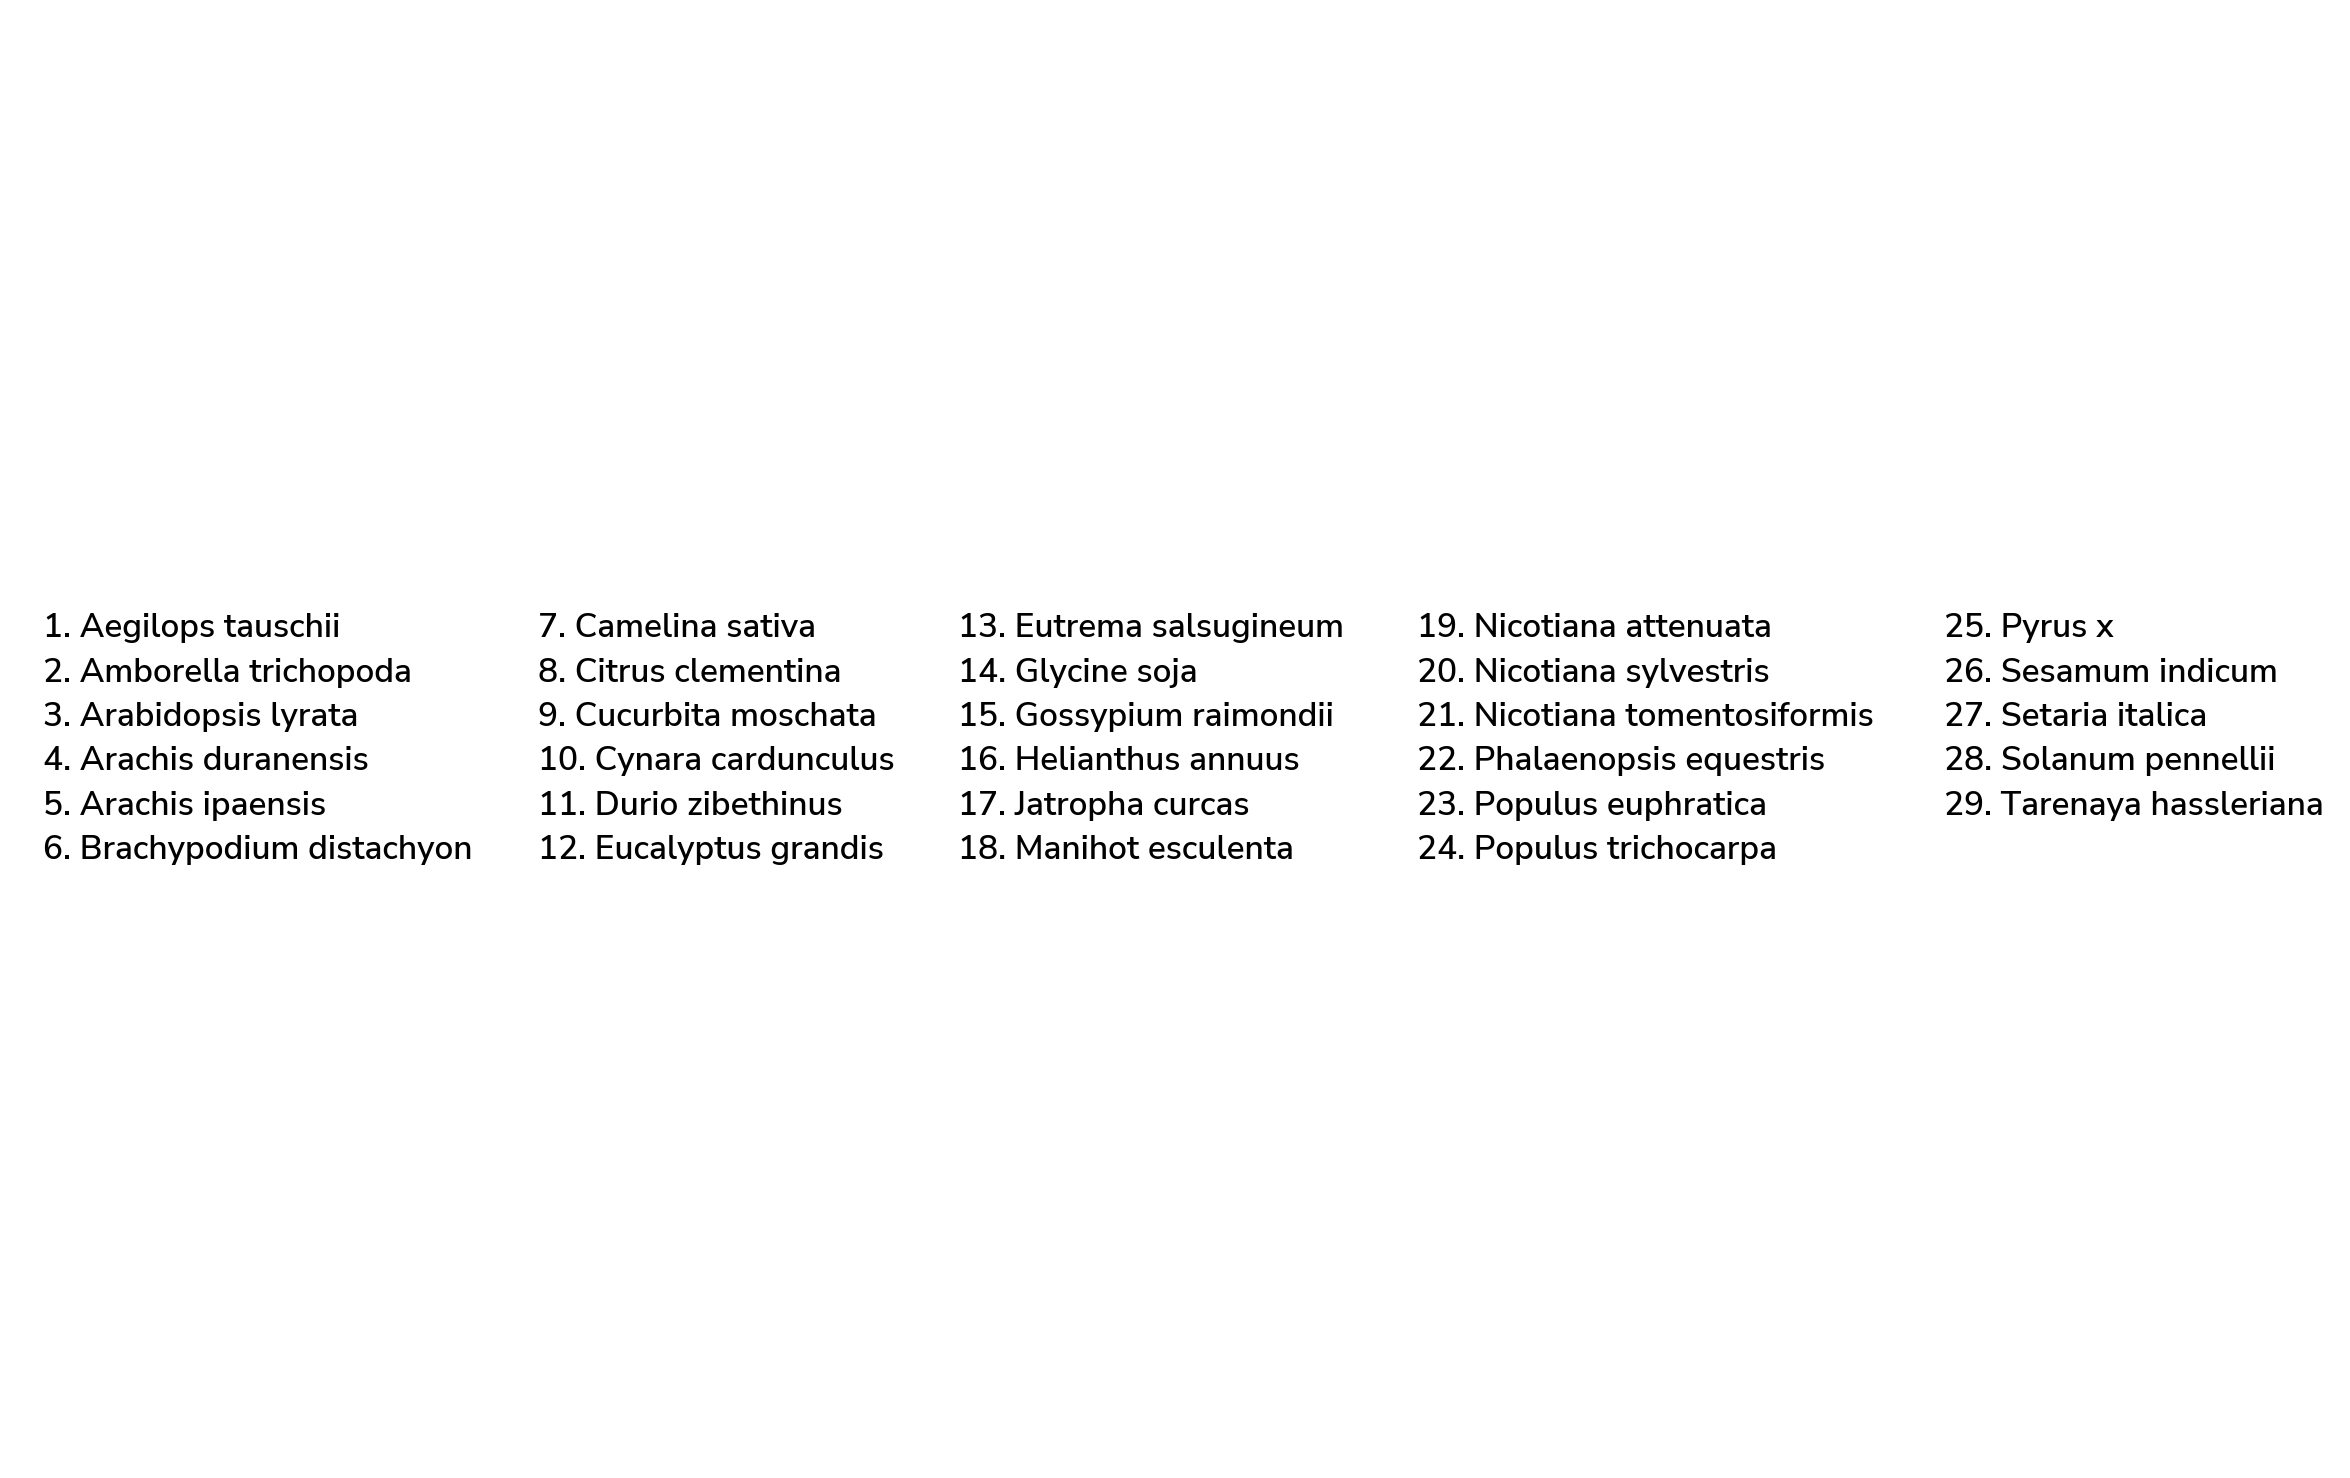 1. Aegilops tauschii
2. Amborella trichopoda
3. Arabidopsis lyrata
4. Arachis duranensis
5. Arachis ipaensis
6. Brachypodium distachyon
7. Camelina sativa
8. Citrus clementina
9. Cucurbita moschata
10. Cynara cardunculus
11. Durio zibethinus
12. Eucalyptus grandis
13. Eutrema salsugineum
14. Glycine soja
15. Gossypium raimondii
16. Helianthus annuus
17. Jatropha curcas
18. Manihot esculenta
19. Nicotiana attenuata
20. Nicotiana sylvestris
21. Nicotiana tomentosiformis
22. Phalaenopsis equestris
23. Populus euphratica
24. Populus trichocarpa
25. Pyrus x
26. Sesamum indicum
27. Setaria italica
28. Solanum pennellii
29. Tarenaya hassleriana